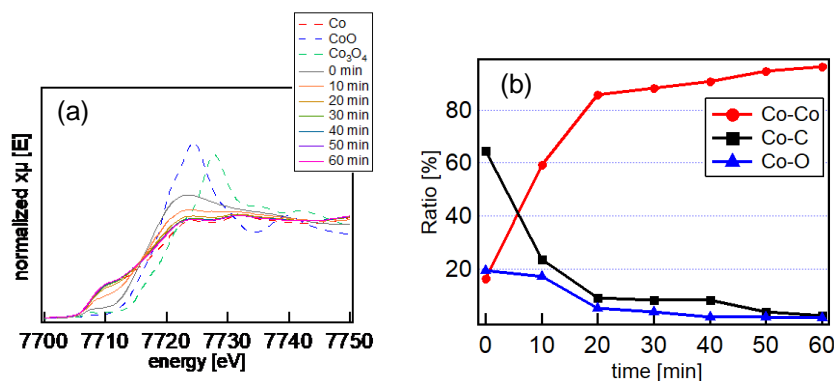 (a)
Co
CoO
Co₃O₄
0 min
10 min
20 min
30 min
40 min
50 min
60 min
normalized xμ [E]
7700 7710 7720 7730 7740 7750
energy [eV]
(b)
Co-Co
Co-C
Co-O
Ratio [%]
80
60
40
20
0 10 20 30 40 50 60
time [min]